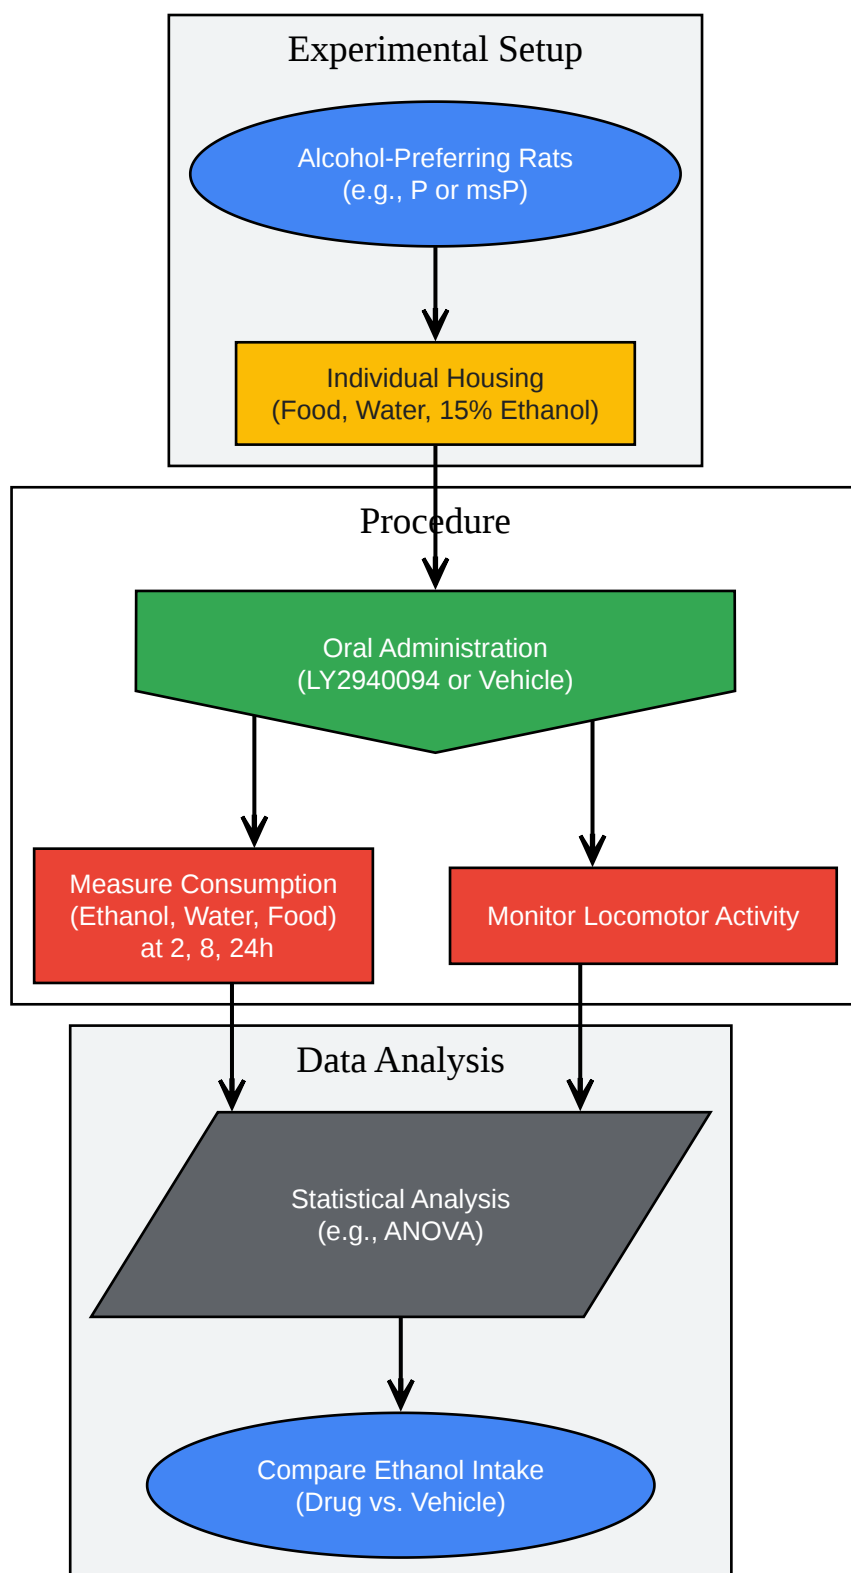 Experimental Setup
Alcohol-Preferring Rats
(e.g., P or msP)
Individual Housing
(Food, Water, 15% Ethanol)
Procedure
Oral Administration
(LY2940094 or Vehicle)
Measure Consumption
(Ethanol, Water, Food)
at 2, 8, 24h
Monitor Locomotor Activity
Data Analysis
Statistical Analysis
(e.g., ANOVA)
Compare Ethanol Intake
(Drug vs. Vehicle)